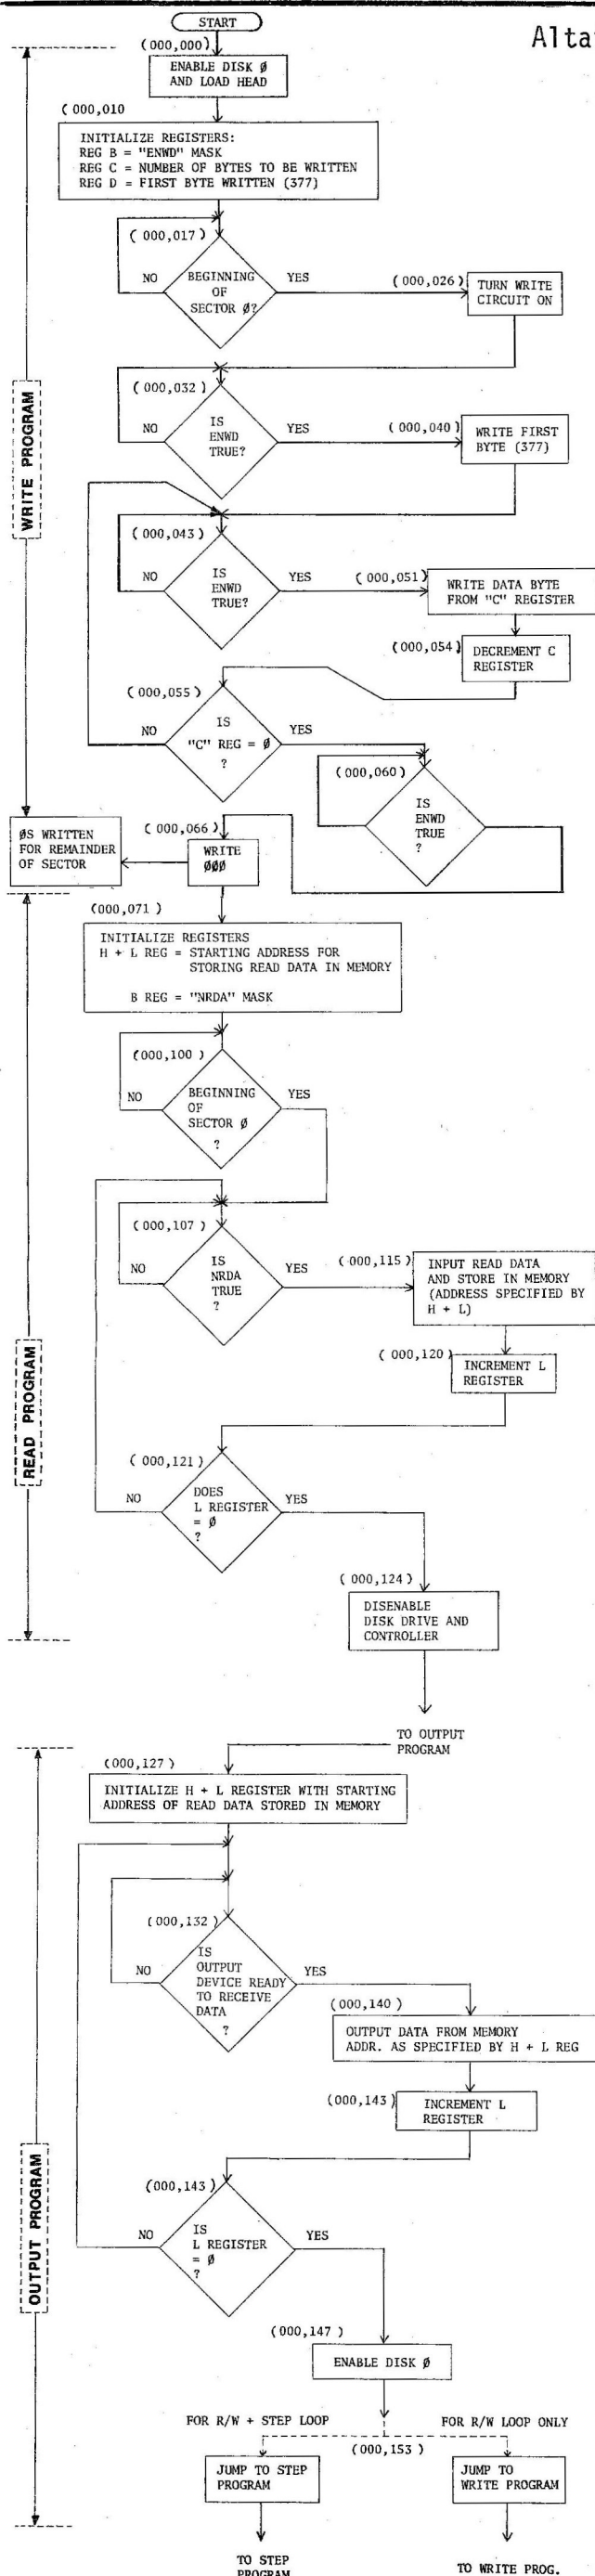 START
Alta
(000,000)
ENABLE DISK Ø
AND LOAD HEAD
(000,010
INITIALIZE REGISTERS:
REG B = "ENWD" MASK
REG C = NUMBER OF BYTES TO BE WRITTEN
REG D = FIRST BYTE WRITTEN (377)
(000,017)
NO
BEGINNING
OF
SECTOR Ø?
YES
(000,026)
TURN WRITE
CIRCUIT ON
(000,032)
NO
IS
ENWD
TRUE?
YES
(000,040)
WRITE FIRST
BYTE (377)
WRITE PROGRAM
(000,043)
NO
IS
ENWD
TRUE?
YES
(000,051)
WRITE DATA BYTE
FROM "C" REGISTER
(000,054)
DECREMENT C
REGISTER
(000,055)
NO
IS
"C" REG = Ø
?
YES
(000,060)
IS
ENWD
TRUE
?
ØS WRITTEN
FOR REMAINDER
OF SECTOR
(000,066)
WRITE
ØØØ
(000,071)
INITIALIZE REGISTERS
H + L REG = STARTING ADDRESS FOR
STORING READ DATA IN MEMORY
B REG = "NRDA" MASK
(000,100)
NO
BEGINNING
OF
SECTOR Ø
?
YES
(000,107)
NO
IS
NRDA
TRUE
?
YES
(000,115)
INPUT READ DATA
AND STORE IN MEMORY
(ADDRESS SPECIFIED BY
H + L)
(000,120)
INCREMENT L
REGISTER
READ PROGRAM
(000,121)
NO
DOES
L REGISTER
= Ø
?
YES
(000,124)
DISENABLE
DISK DRIVE AND
CONTROLLER
TO OUTPUT
PROGRAM
(000,127)
INITIALIZE H + L REGISTER WITH STARTING
ADDRESS OF READ DATA STORED IN MEMORY
(000,132)
NO
IS
OUTPUT
DEVICE READY
TO RECEIVE
DATA
?
YES
(000,140)
OUTPUT DATA FROM MEMORY
ADDR. AS SPECIFIED BY H + L REG
(000,143)
INCREMENT L
REGISTER
OUTPUT PROGRAM
(000,143)
NO
IS
L REGISTER
= Ø
?
YES
(000,147)
ENABLE DISK Ø
FOR R/W + STEP LOOP
FOR R/W LOOP ONLY
(000,153)
JUMP TO STEP
PROGRAM
JUMP TO
WRITE PROGRAM
TO STEP
PROGRAM
TO WRITE PROG.